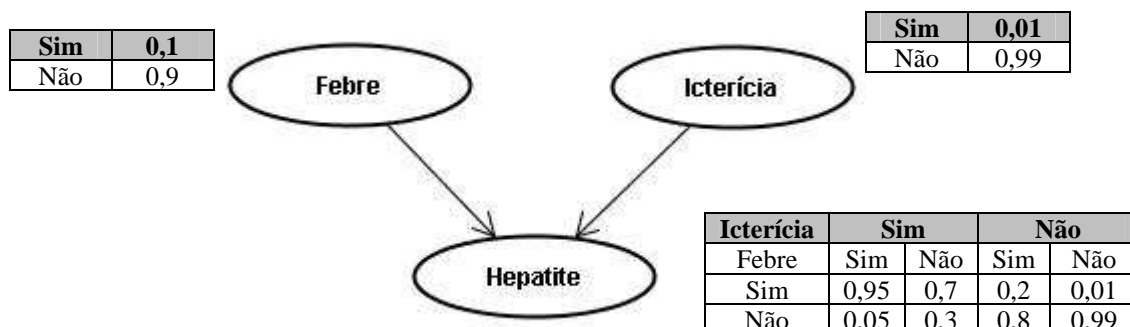 Sim 0,1
Não 0,9
Febre
Icterícia
Sim 0,01
Não 0,99
Hepatite
Icterícia Sim Não
Febre Sim Não Sim Não
Sim 0,95 0,7 0,2 0,01
Não 0,05 0,3 0,8 0,99